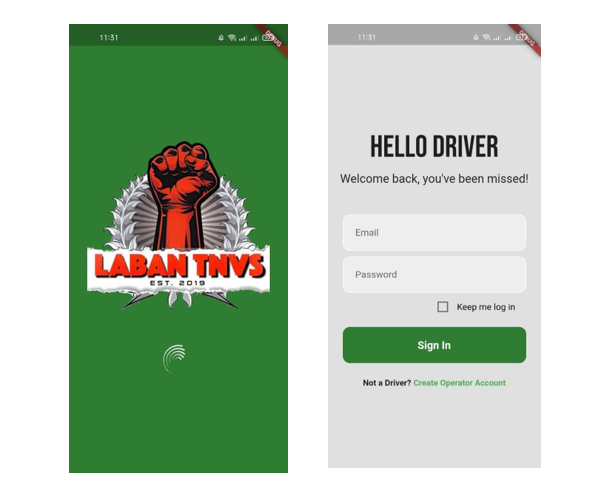 11:31
DEBUG
LABAN TNVS
EST. 2019
11:31
DEBUG
HELLO DRIVER
Welcome back, you've been missed!
Email
Password
Keep me log in
Sign In
Not a Driver? Create Operator Account